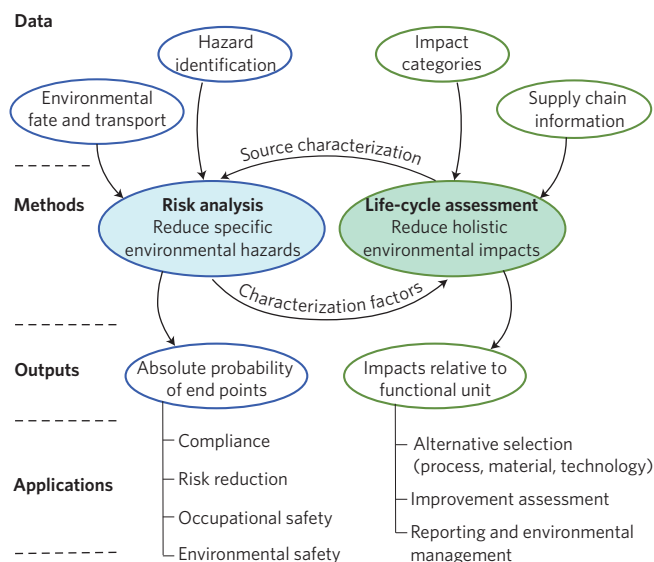 Data
Hazard
identification
Impact
categories
Environmental
fate and transport
Supply chain
information
Source characterization
Methods
Risk analysis
Reduce specific
environmental hazards
Life-cycle assessment
Reduce holistic
environmental impacts
Characterization factors
Outputs
Absolute probability
of end points
Impacts relative to
functional unit
Applications
Compliance
Risk reduction
Occupational safety
Environmental safety
Alternative selection
(process, material, technology)
Improvement assessment
Reporting and environmental
management